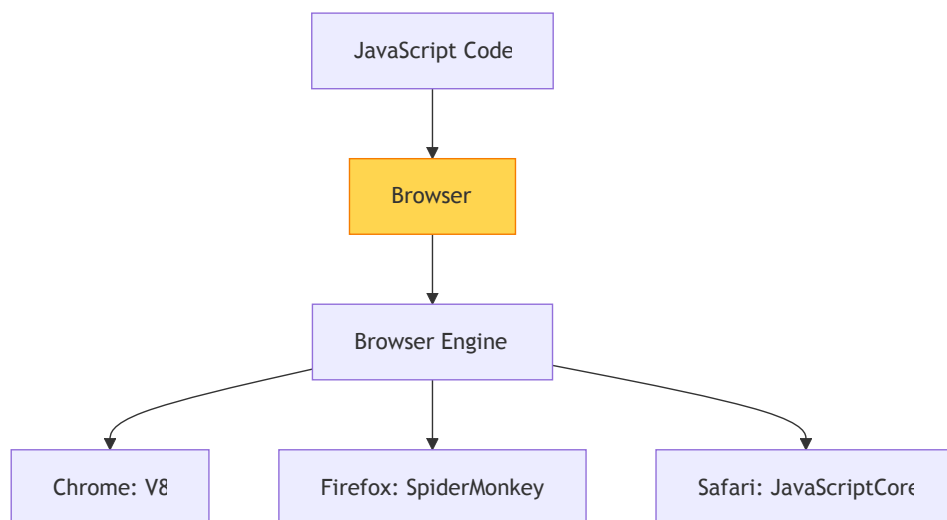 JavaScript Code
Browser
Browser Engine
Chrome: V8
Firefox: SpiderMonkey
Safari: JavaScriptCore